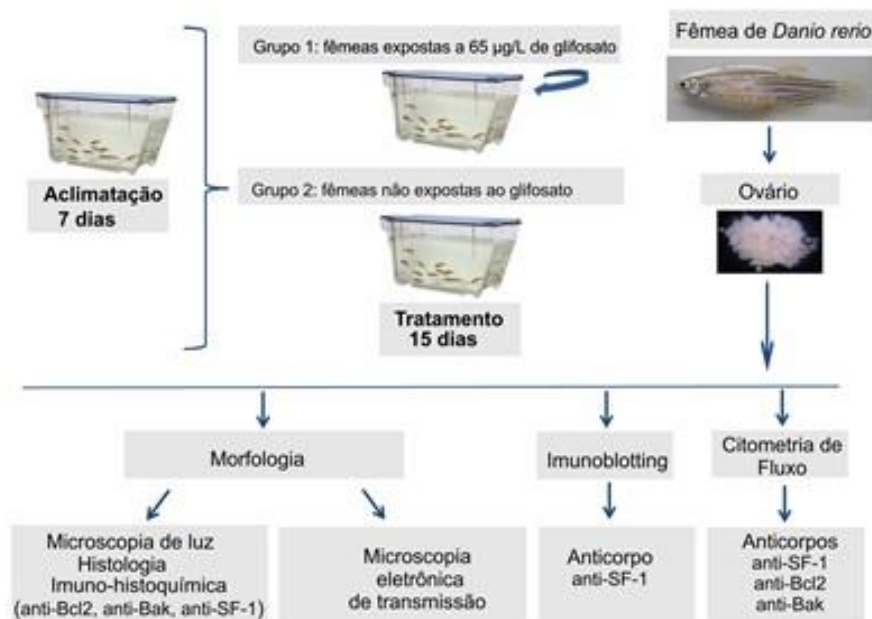 Grupo 1: fêmeas expostas a 65 µg/L de glifosato
Aclimatação
7 dias
Grupo 2: fêmeas não expostas ao glifosato
Tratamento
15 dias
Fêmea de Danio rerio
Ovário
Morfologia
Imunoblotting
Citometria de
Fluxo
Microscopia de luz
Histologia
Imuno-histoquímica
(anti-Bcl2, anti-Bak, anti-SF-1)
Microscopia
eletrônica
de transmissão
Anticorpo
anti-SF-1
Anticorpos
anti-SF-1
anti-Bcl2
anti-Bak